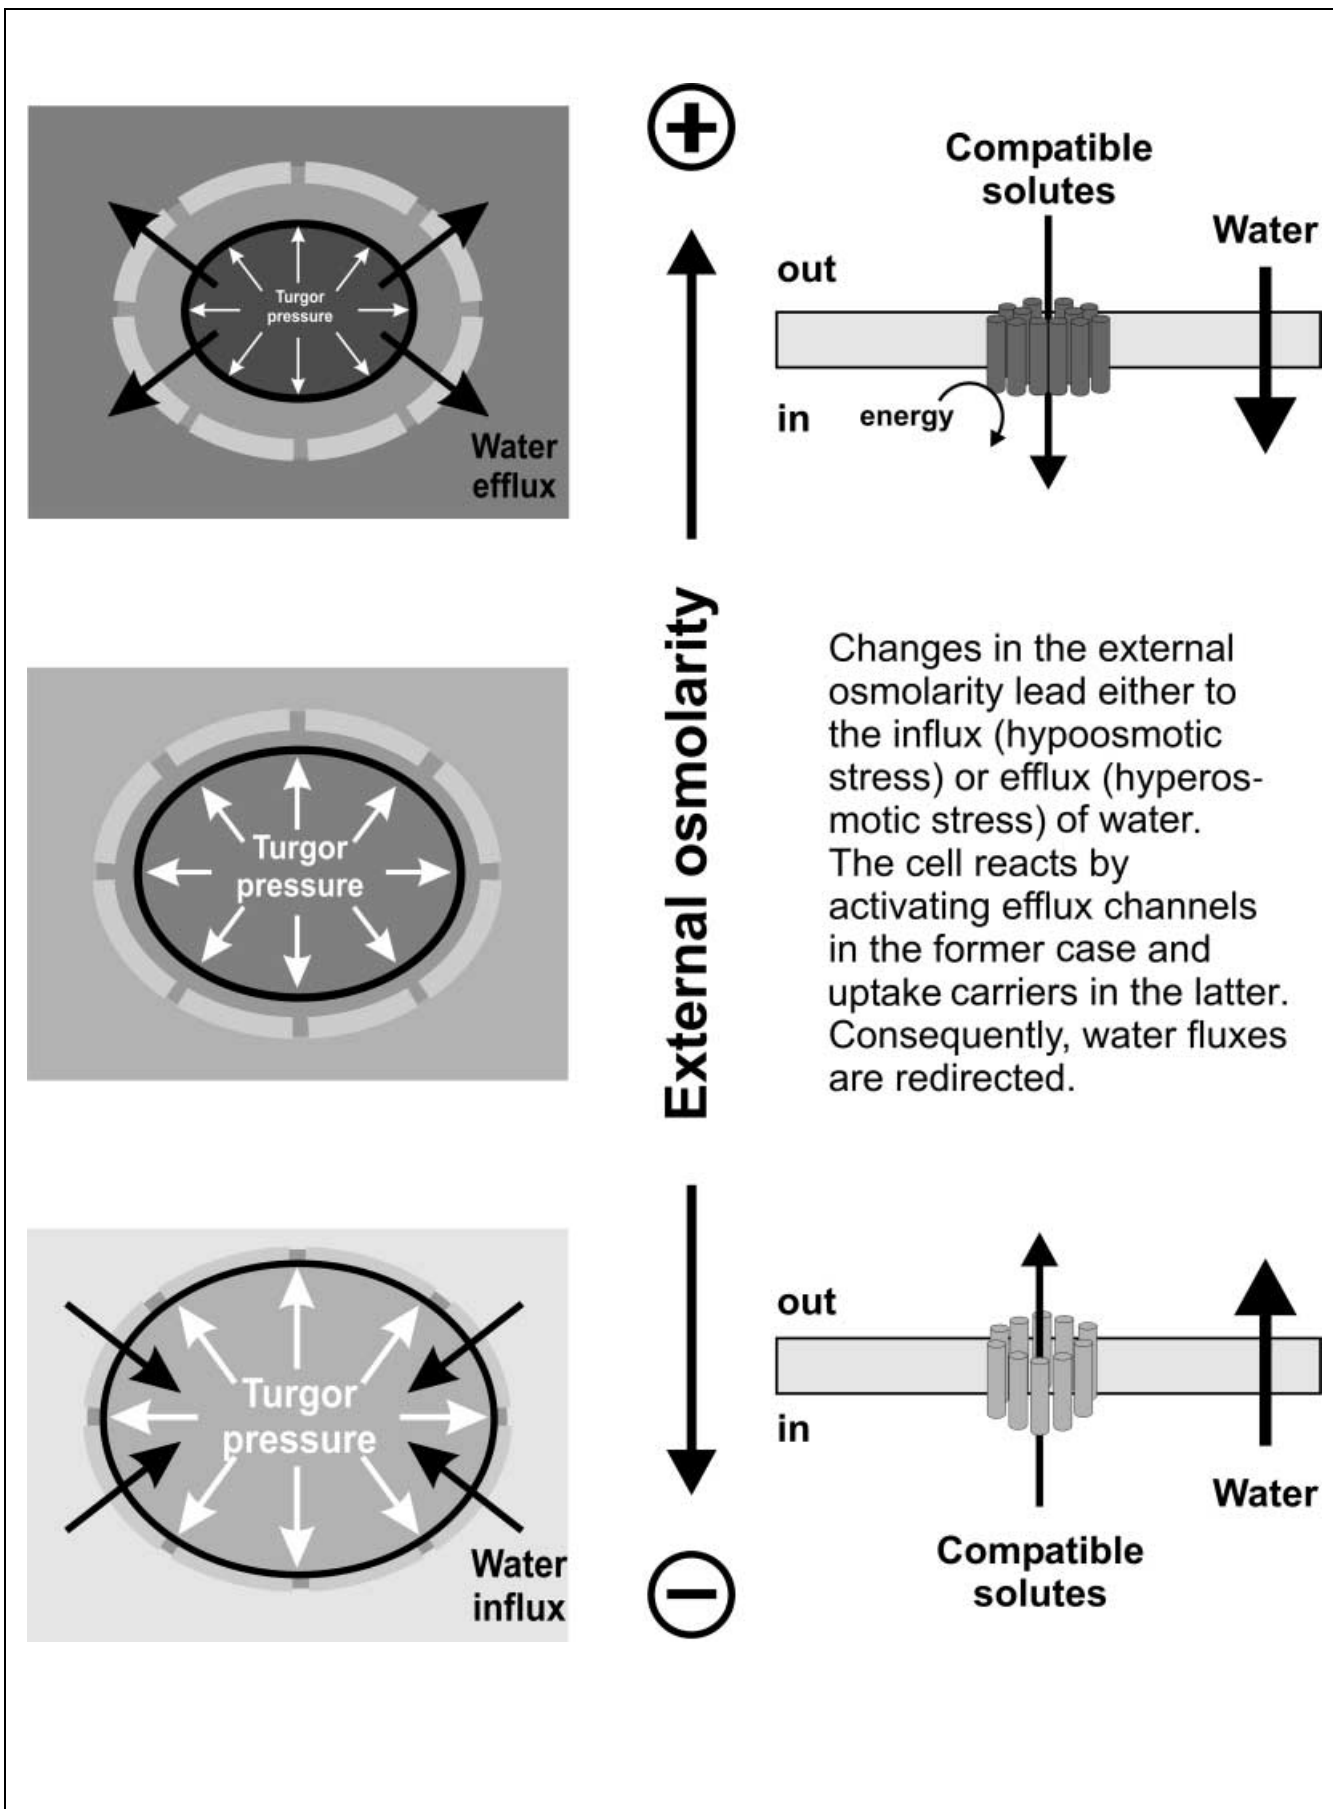 +
Compatible
solutes
Water
out
Turgor
pressure
in
energy
Water
efflux
External osmolarity
Changes in the external
osmolarity lead either to
the influx (hypoosmotic
stress) or efflux (hyperos-
motic stress) of water.
The cell reacts by
activating efflux channels
in the former case and
uptake carriers in the latter.
Consequently, water fluxes
are redirected.
Turgor
pressure
out
Turgor
pressure
in
Water
Compatible
solutes
Water
influx
−